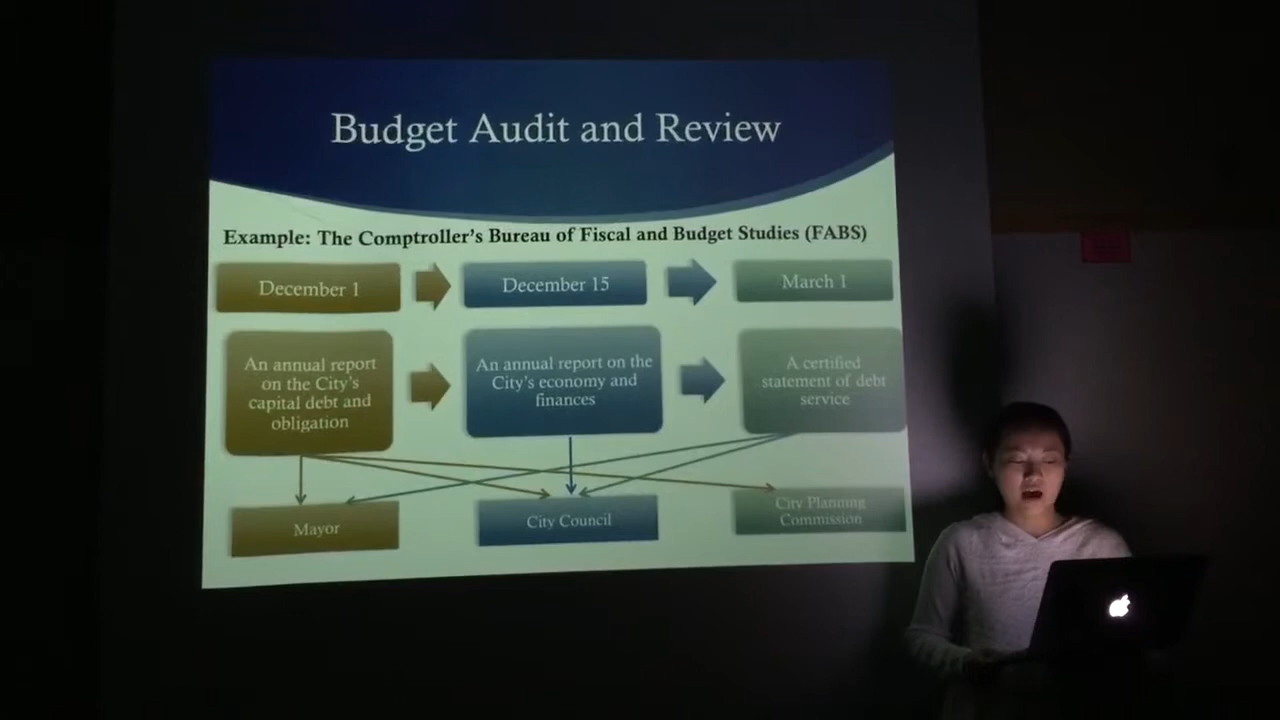 Budget Audit and Review
Example: The Comptroller's Bureau of Fiscal and Budget Studies (FABS)
December 1
December 15
March 1
An annual report
on the City's
capital debt and
obligation
An annual report on the
City's economy and
finances
A certified
statement of debt
service
Mayor
City Council
City Planning
Commission